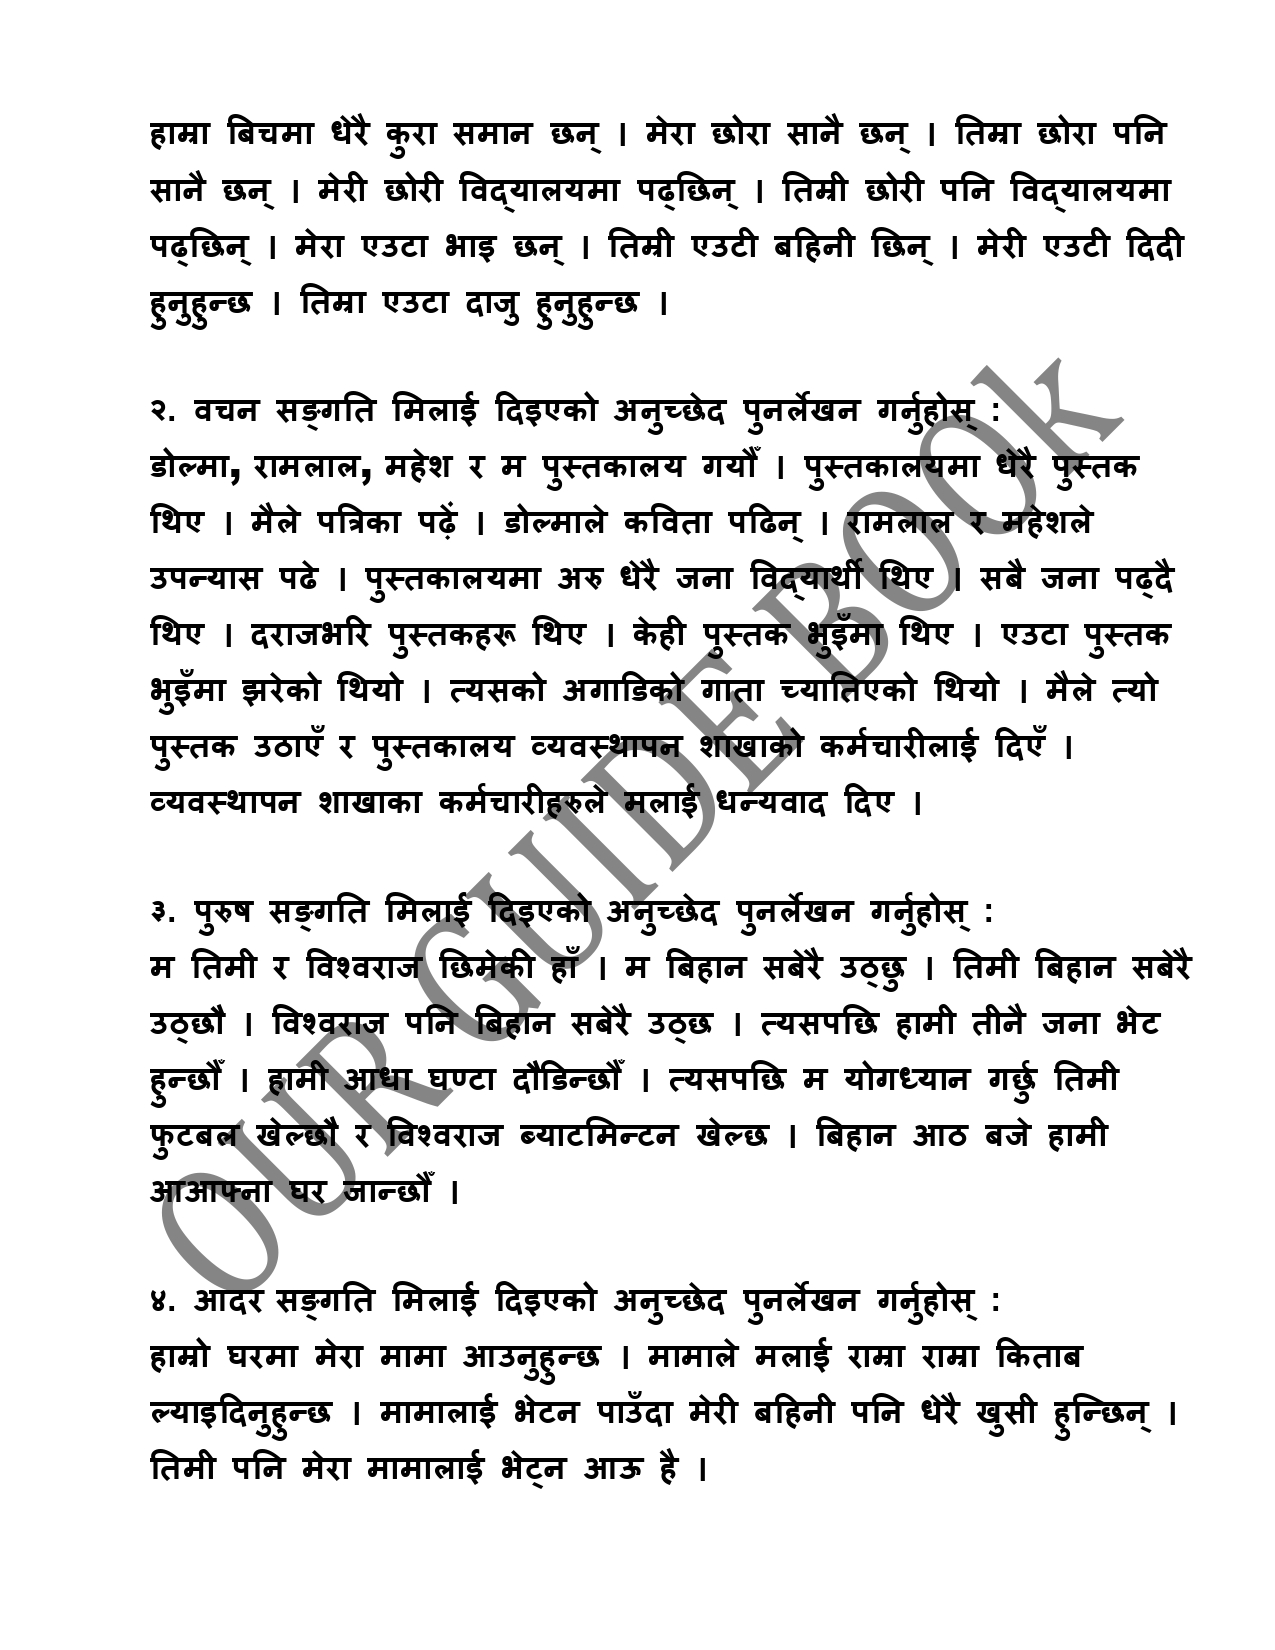 हाम्रा बिचमा धेरै कुरा समान छन् । मेरा छोरा सानै छन् । तिम्रा छोरा पनि
सानै छन् । मेरी छोरी विद्यालयमा पढ्छिन् । तिम्री छोरी पनि विद्यालयमा
पढ्छिन् । मेरा एउटा भाइ छन् । तिम्री एउटी बहिनी छिन् । मेरी एउटी दिदी
हुनुहुन्छ । तिम्रा एउटा दाजु हुनुहुन्छ ।
२. वचन सङ्गति मिलाई दिइएको अनुच्छेद पुनर्लेखन गर्नुहोस् :
डोल्मा, रामलाल, महेश र म पुस्तकालय गयौँ । पुस्तकालयमा धेरै पुस्तक
थिए । मैले पत्रिका पढ़ें । डोल्माले कविता पढिन् । रामलाल र महेशले
उपन्यास पढे । पुस्तकालयमा अरु धेरै जना विद्यार्थी थिए । सबै जना पढ्दै
थिए । दराजभरि पुस्तकहरू थिए । केही पुस्तक भुइँमा थिए । एउटा पुस्तक
भुइँमा झरेको थियो । त्यसको अगाडिको गाता च्यातिएको थियो । मैले त्यो
पुस्तक उठाएँ र पुस्तकालय व्यवस्थापन शाखाको कर्मचारीलाई दिएँ ।
व्यवस्थापन शाखाका कर्मचारीहरुले मलाई धन्यवाद दिए ।
३. पुरुष सङ्गति मिलाई दिइएको अनुच्छेद पुनर्लेखन गर्नुहोस् :
म तिमी र विश्वराज छिमेकी हाँ । म बिहान सबेरै उठ्छु । तिमी बिहान सबेरै
उठ्छौ । विश्वराज पनि बिहान सबेरै उठ्छ । त्यसपछि हामी तीनै जना भेट
हुन्छौँ । हामी आधा घण्टा दौडिन्छौँ । त्यसपछि म योगध्यान गर्छु तिमी
फुटबल खेल्छौ र विश्वराज ब्याटमिन्टन खेल्छ । बिहान आठ बजे हामी
आआफ्ना घर जान्छौँ ।
४. आदर सङ्गति मिलाई दिइएको अनुच्छेद पुनर्लेखन गर्नुहोस् :
हाम्रो घरमा मेरा मामा आउनुहुन्छ । मामाले मलाई राम्रा राम्रा किताब
ल्याइदिनुहुन्छ । मामालाई भेटन पाउँदा मेरी बहिनी पनि धेरै खुसी हुन्छिन् ।
तिमी पनि मेरा मामालाई भेट्न आऊ है ।
OUR GUIDE BOOk